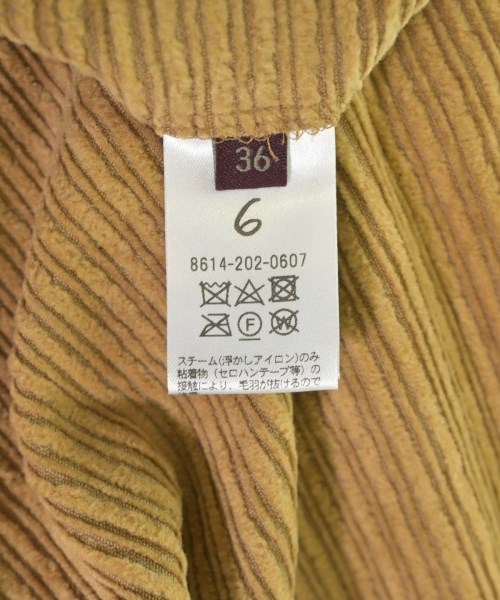 36
6
8614-202-0607
F W
スチーム(浮かしアイロン)のみ
粘着物(セロハンテープ等)の
接触により、毛羽が抜けるので